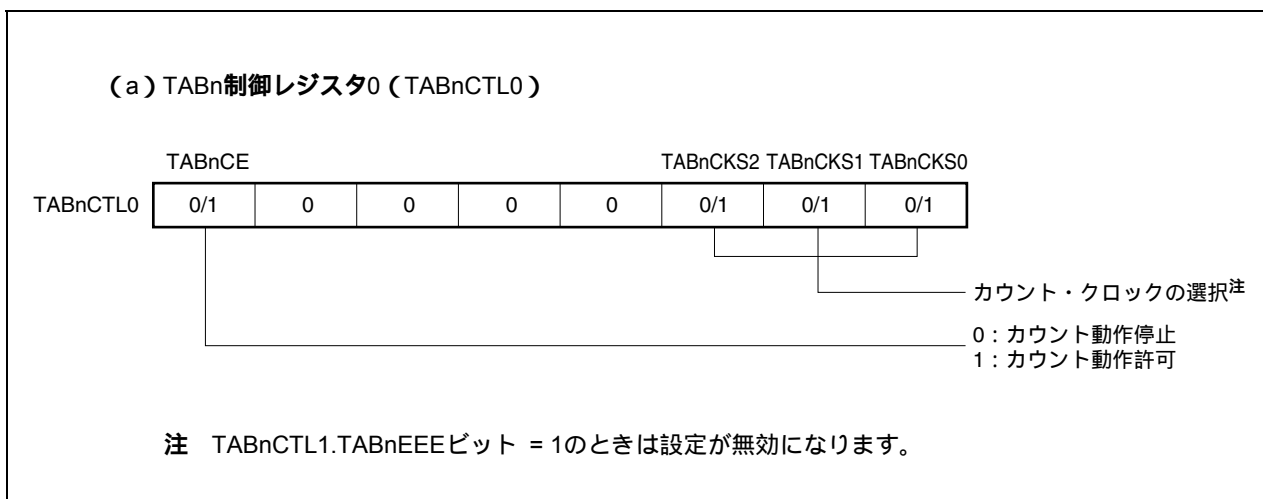 (a)TABn制御レジスタ0(TABnCTL0)
TABnCE TABnCKS2 TABnCKS1 TABnCKS0
TABnCTL0 0/1 0 0 0 0 0/1 0/1 0/1
カウント・クロックの選択注
0:カウント動作停止
1:カウント動作許可
注 TABnCTL1.TABnEEEビット = 1のときは設定が無効になります。